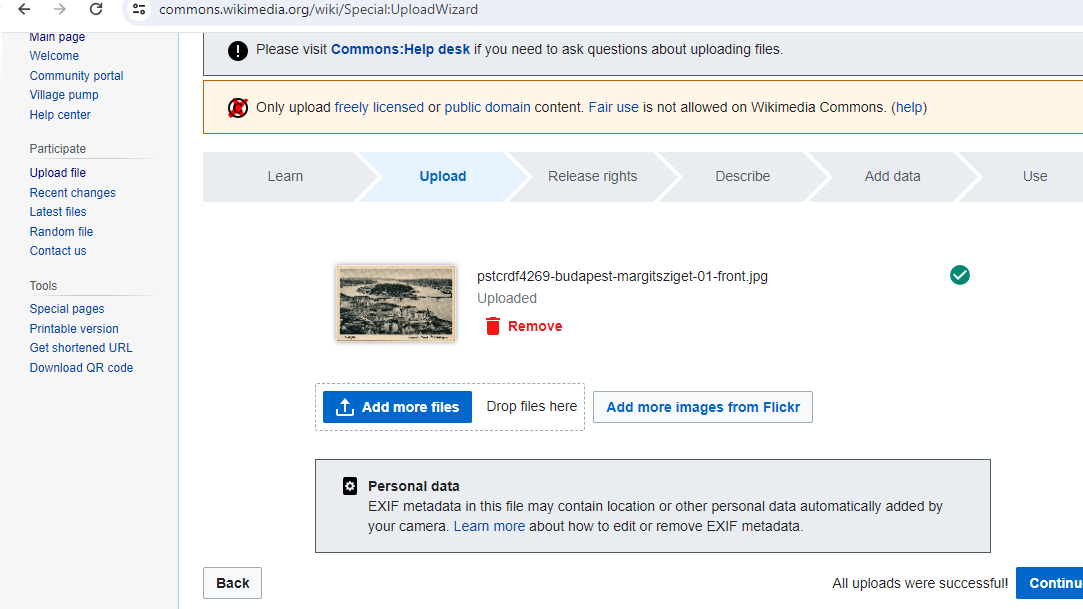 commons.wikimedia.org/wiki/Special:UploadWizard
Main page
Welcome
Community portal
Village pump
Help center
Participate
Upload file
Recent changes
Latest files
Random file
Contact us
Tools
Special pages
Printable version
Get shortened URL
Download QR code
Please visit Commons:Help desk if you need to ask questions about uploading files.
Only upload freely licensed or public domain content. Fair use is not allowed on Wikimedia Commons. (help)
Learn Upload Release rights Describe Add data Use
pstcrdf4269-budapest-margitsziget-01-front.jpg
Uploaded
Remove
Add more files Drop files here Add more images from Flickr
Personal data
EXIF metadata in this file may contain location or other personal data automatically added by
your camera. Learn more about how to edit or remove EXIF metadata.
Back All uploads were successful! Continu